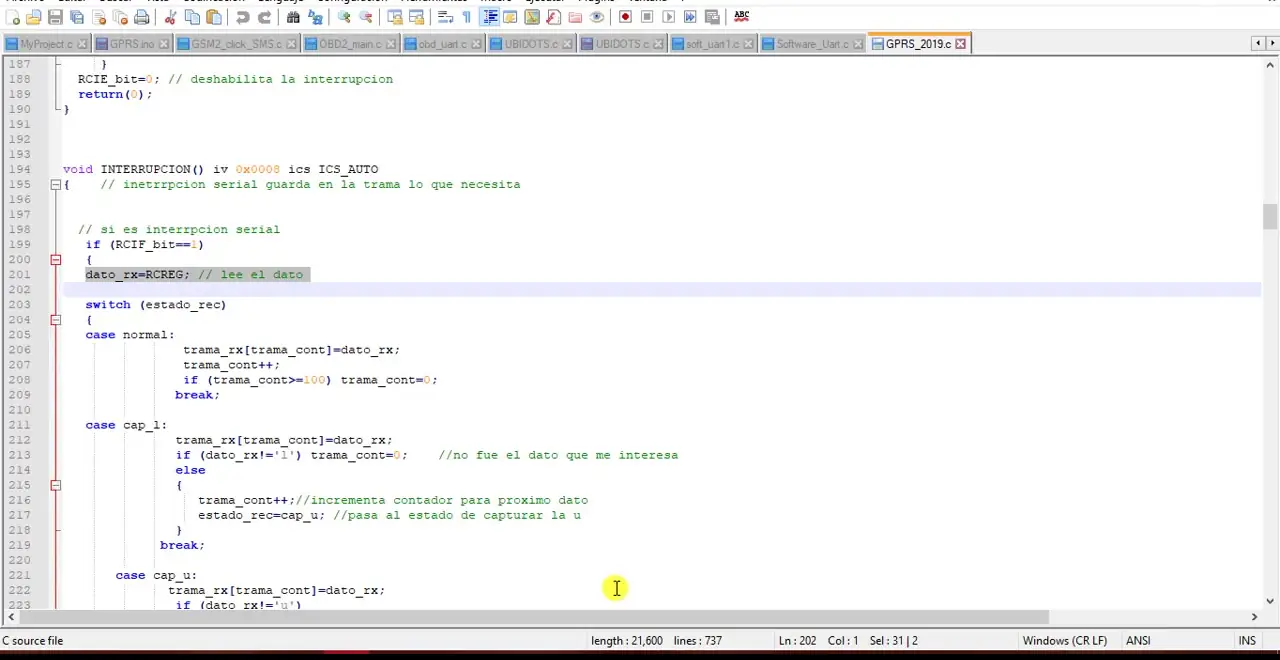 MyProject.c GPRS.ino GSM2_click_SMS.c OBD2_main.c obd_uart.c UBIDOTS.c UBIDOTS.c soft_uart1.c Software_Uart.c GPRS_2019.c
187 }
188 RCIE_bit=0; // deshabilita la interrupcion
189 return(0);
190 }
191
192
193
194 void INTERRUPCION() iv 0x0008 ics ICS_AUTO
195 { // inetrrpcion serial guarda en la trama lo que necesita
196
197
198 // si es interrpcion serial
199 if (RCIF_bit==1)
200 {
201 dato_rx=RCREG; // lee el dato
202
203 switch (estado_rec)
204 {
205 case normal:
206 trama_rx[trama_cont]=dato_rx;
207 trama_cont++;
208 if (trama_cont>=100) trama_cont=0;
209 break;
210
211 case cap_l:
212 trama_rx[trama_cont]=dato_rx;
213 if (dato_rx!='l') trama_cont=0; //no fue el dato que me interesa
214 else
215 {
216 trama_cont++;//incrementa contador para proximo dato
217 estado_rec=cap_u; //pasa al estado de capturar la u
218 }
219 break;
220
221 case cap_u:
222 trama_rx[trama_cont]=dato_rx;
223 if (dato_rx!='u')
C source file length : 21,600 lines : 737 Ln : 202 Col : 1 Sel : 31 | 2 Windows (CR LF) ANSI INS